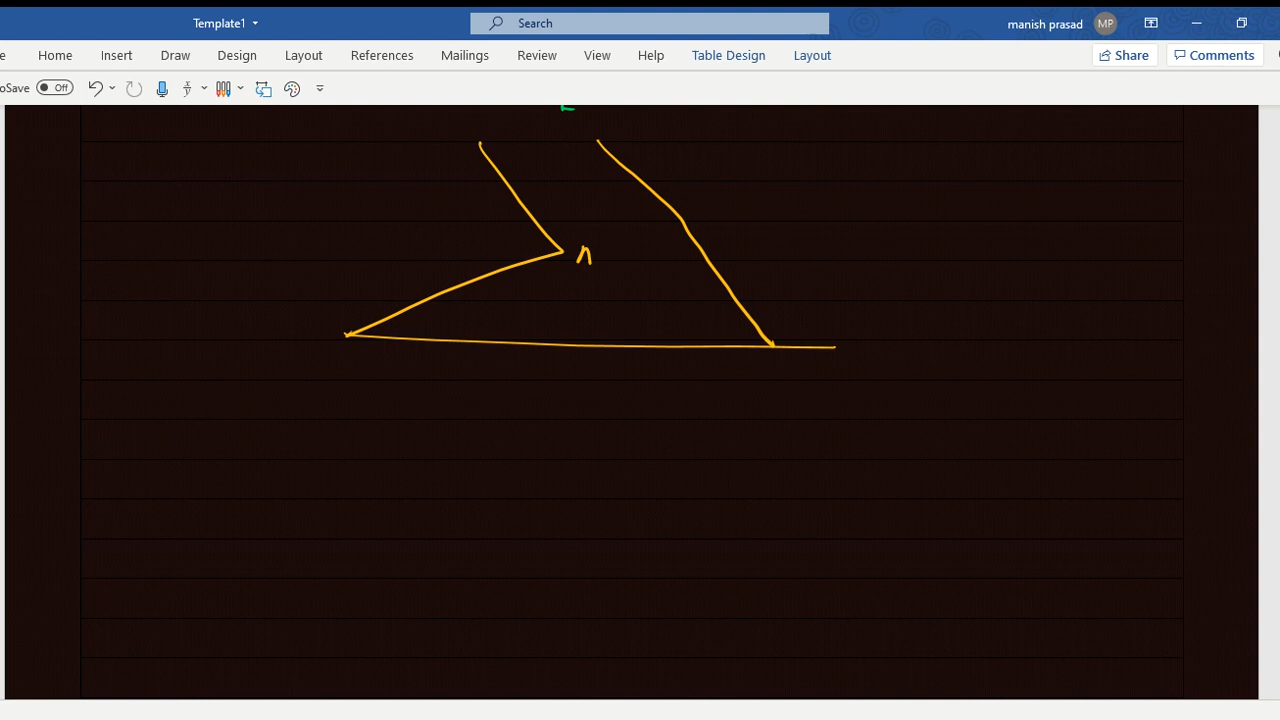 Template1
Search
manish prasad MP
e Home Insert Draw Design Layout References Mailings Review View Help Table Design Layout
Share Comments
oSave Off